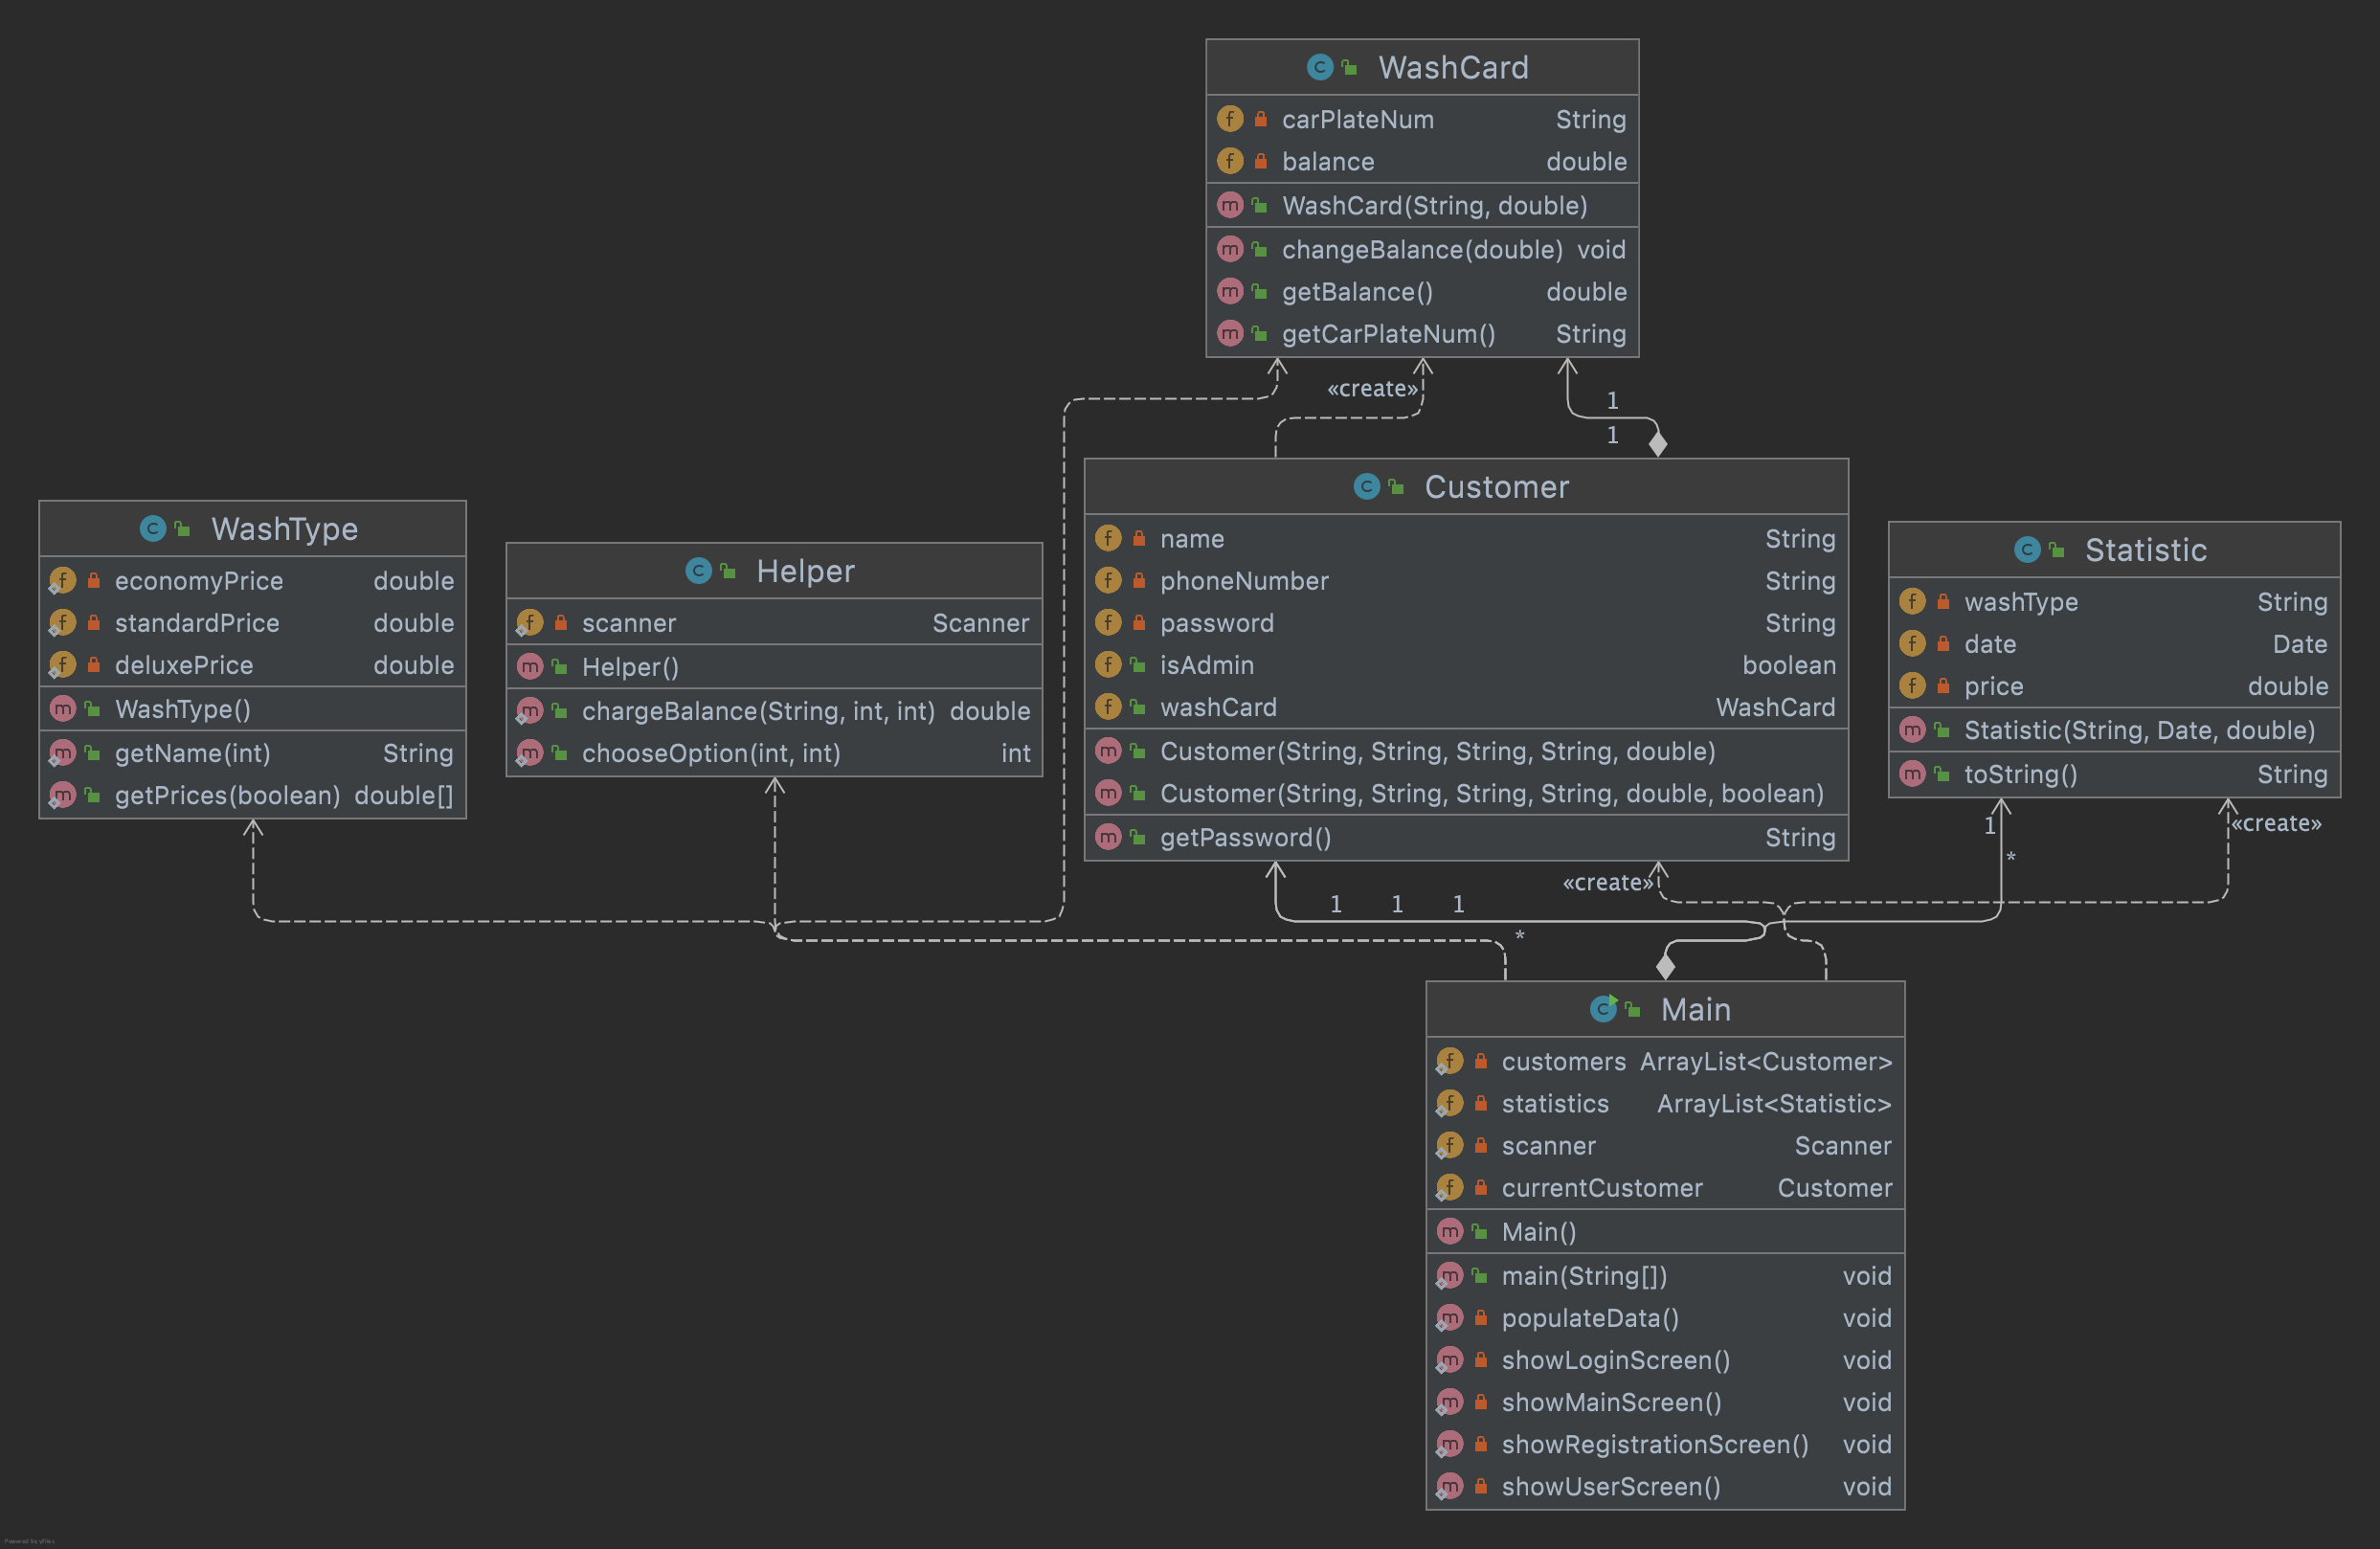 WashCard
carPlateNum String
balance double
WashCard(String, double)
changeBalance(double) void
getBalance() double
getCarPlateNum() String
«create»
1
1
WashType
economyPrice double
standardPrice double
deluxePrice double
WashType()
getName(int) String
getPrices(boolean) double[]
Helper
scanner Scanner
Helper()
chargeBalance(String, int, int) double
chooseOption(int, int) int
Customer
name String
phoneNumber String
password String
isAdmin boolean
washCard WashCard
Customer(String, String, String, String, double)
Customer(String, String, String, String, double, boolean)
getPassword() String
Statistic
washType String
date Date
price double
Statistic(String, Date, double)
toString() String
1
«create»
*
«create»
1 1 1
*
Main
customers ArrayList<Customer>
statistics ArrayList<Statistic>
scanner Scanner
currentCustomer Customer
Main()
main(String[]) void
populateData() void
showLoginScreen() void
showMainScreen() void
showRegistrationScreen() void
showUserScreen() void
Powered by yFiles